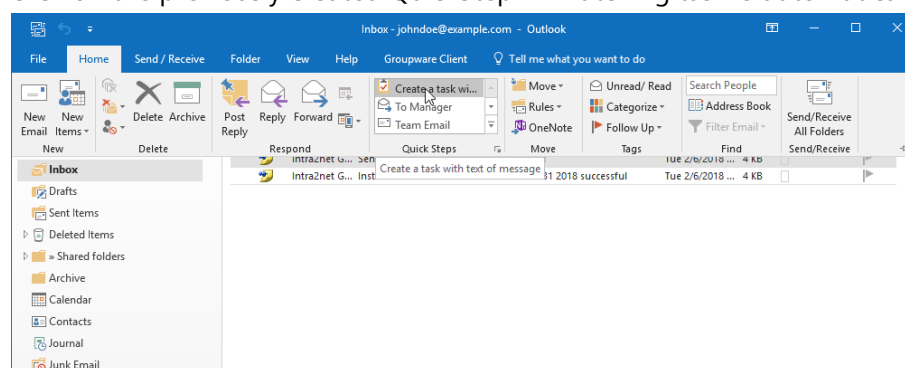 Inbox - johndoe@example.com - Outlook
File Home Send / Receive Folder View Help Groupware Client Tell me what you want to do
New Email
New Items
Delete
Archive
Post Reply
Reply
Forward
Create a task wi...
To Manager
Team Email
Move
Rules
OneNote
Unread/ Read
Categorize
Follow Up
Search People
Address Book
Filter Email
Send/Receive All Folders
New Delete Respond Quick Steps Move Tags Find Send/Receive
Inbox
Intra2net G... Sen Tue 2/6/2018 ... 4 KB
Create a task with text of message
Intra2net G... Inst 31 2018 successful Tue 2/6/2018 ... 4 KB
Drafts
Sent Items
Deleted Items
» Shared folders
Archive
Calendar
Contacts
Journal
Junk Email